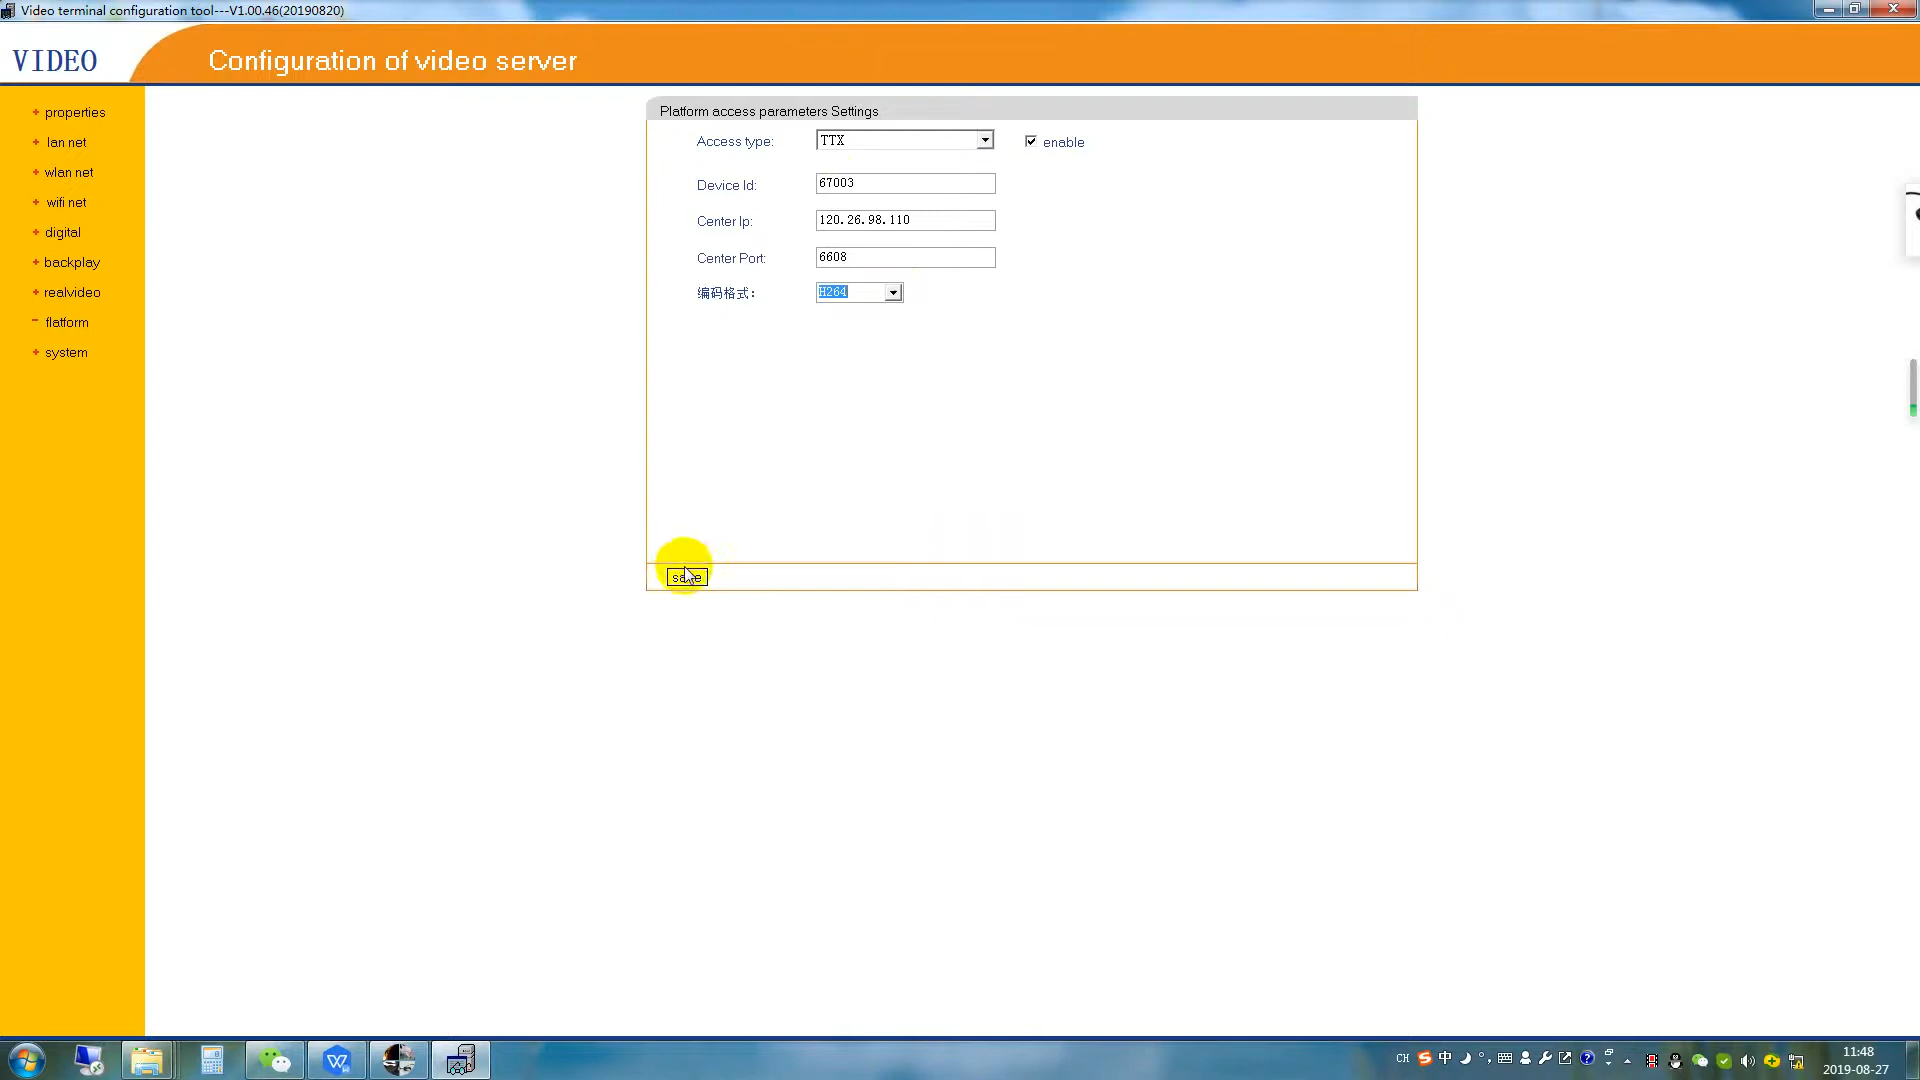 Video terminal configuration tool---V1.00.46(20190820)
VIDEO
Configuration of video server
+ properties
+ lan net
+ wlan net
+ wifi net
+ digital
+ backplay
+ realvideo
- flatform
+ system
Platform access parameters Settings
Access type: TTX enable
Device Id: 67003
Center Ip: 120.26.98.110
Center Port: 6608
编码格式: H264
save
CH 中
11:48
2019-08-27